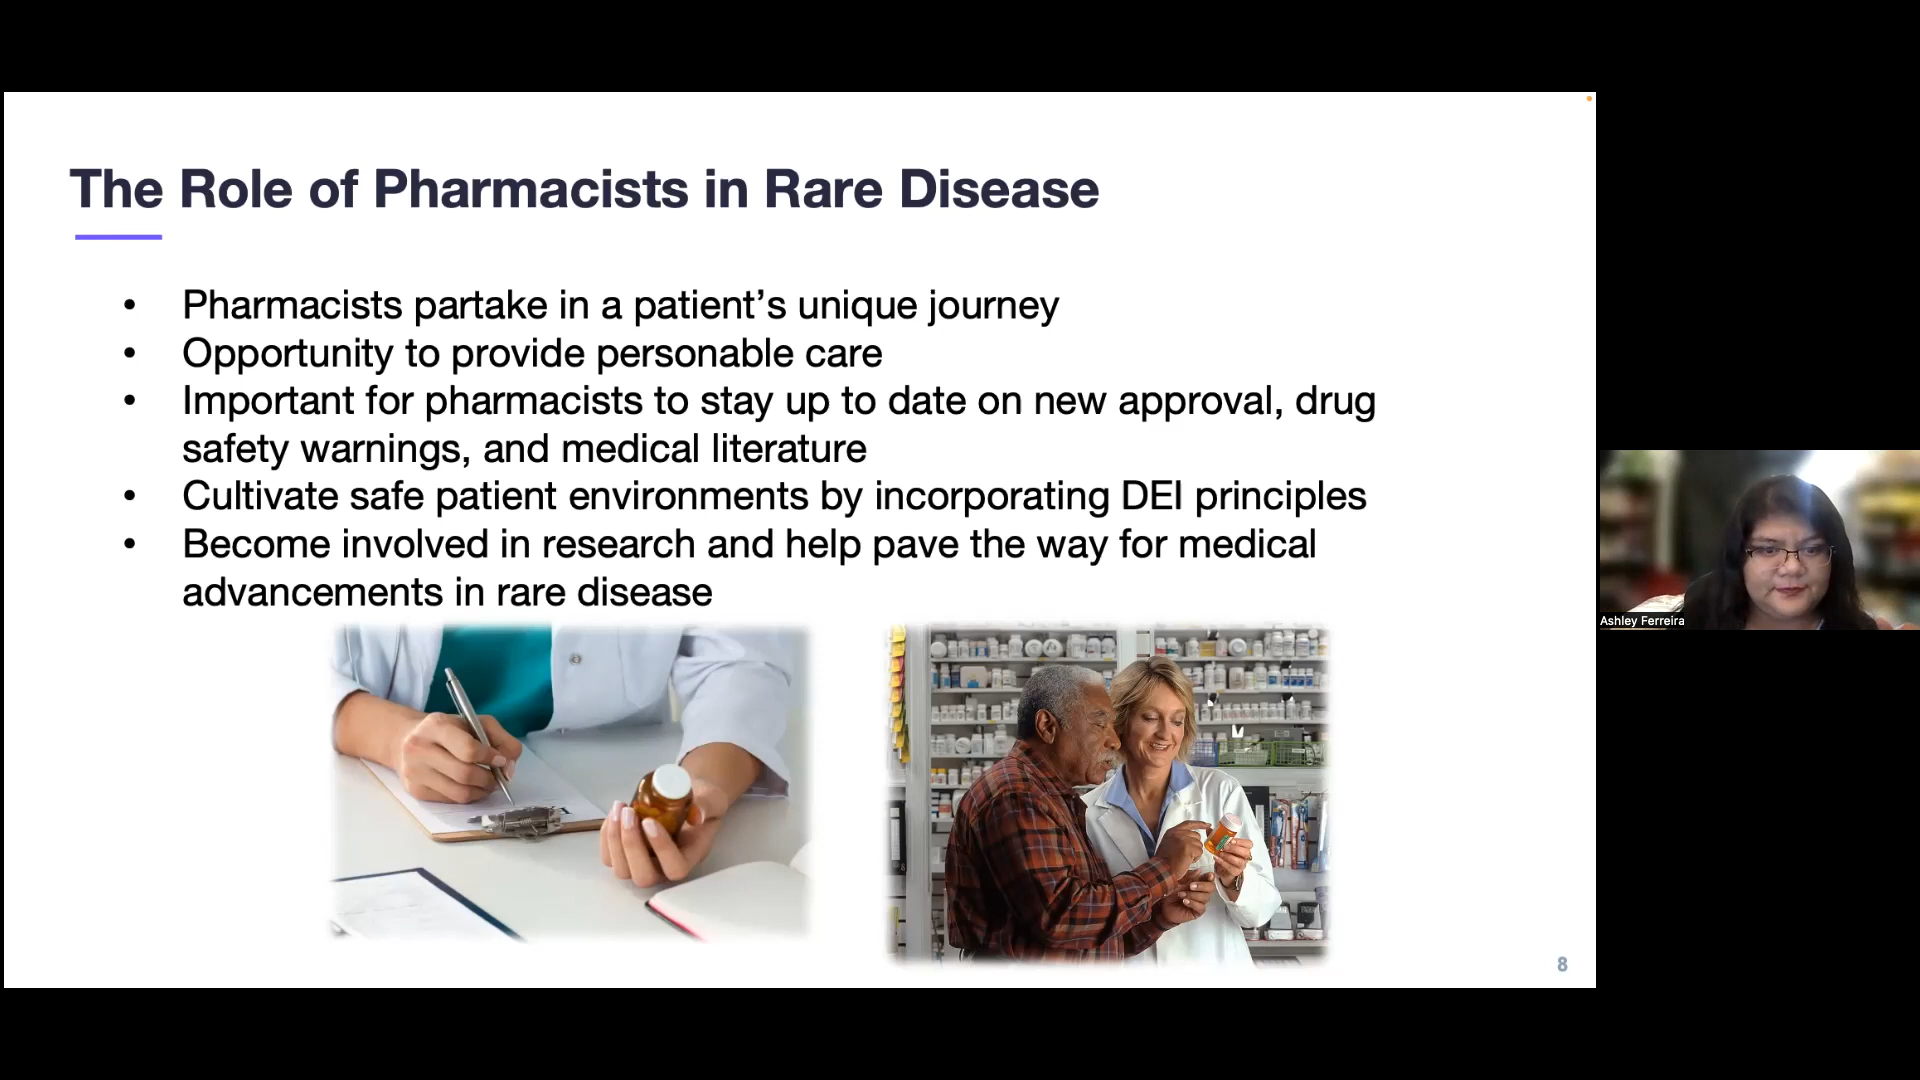 The Role of Pharmacists in Rare Disease
• Pharmacists partake in a patient’s unique journey
• Opportunity to provide personable care
• Important for pharmacists to stay up to date on new approval, drug
safety warnings, and medical literature
• Cultivate safe patient environments by incorporating DEI principles
• Become involved in research and help pave the way for medical
advancements in rare disease
8
Ashley Ferreira